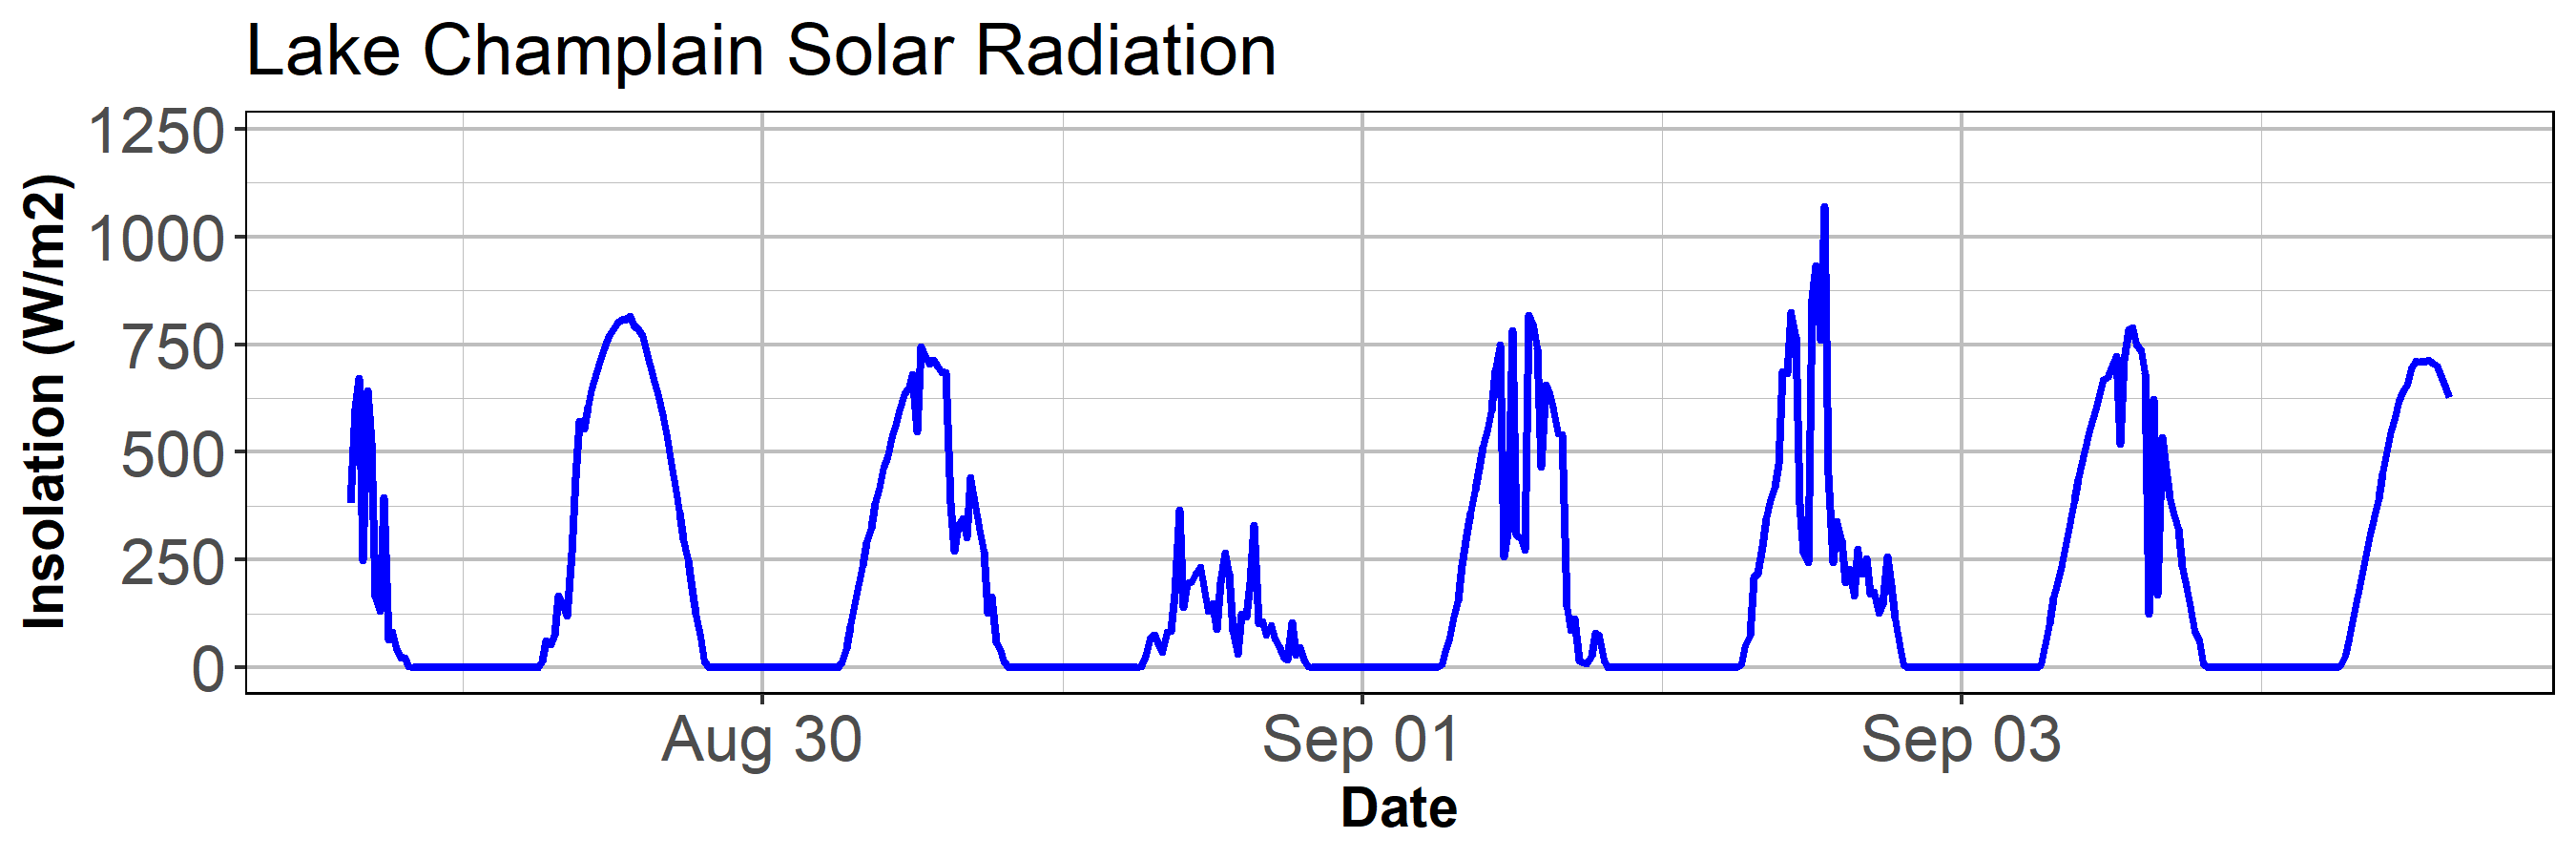 Lake Champlain Solar Radiation
Insolation (W/m2)
1250
1000
750
500
250
0
Aug 30
Sep 01
Sep 03
Date